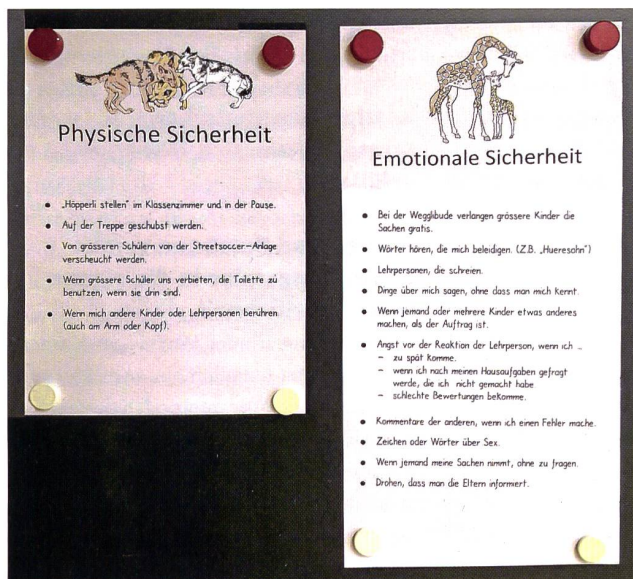 Physische Sicherheit
• „Höpperli stellen" im Klassenzimmer und in der Pause.
• Auf der Treppe geschubst werden.
• Von grösseren Schülern von der Streetsoccer-Anlage
verscheucht werden.
• Wenn grössere Schüler uns verbieten, die Toilette zu
benutzen, wenn sie drin sind.
• Wenn mich andere Kinder oder Lehrpersonen berühren
(auch am Arm oder Kopf).
Emotionale Sicherheit
• Bei der Wegglibude verlangen grössere Kinder die
Sachen gratis.
• Wörter hören, die mich beleidigen. (Z.B. „Hueresohn")
• Lehrpersonen, die schreien.
• Dinge über mich sagen, ohne dass man mich kennt.
• Wenn jemand oder mehrere Kinder etwas anderes
machen, als der Auftrag ist.
• Angst vor der Reaktion der Lehrperson, wenn ich ...
- zu spät komme.
- wenn ich nach meinen Hausaufgaben gefragt
werde, die ich nicht gemacht habe
- schlechte Bewertungen bekomme.
• Kommentare der anderen, wenn ich einen Fehler mache.
• Zeichen oder Wörter über Sex.
• Wenn jemand meine Sachen nimmt, ohne zu fragen.
• Drohen, dass man die Eltern informiert.